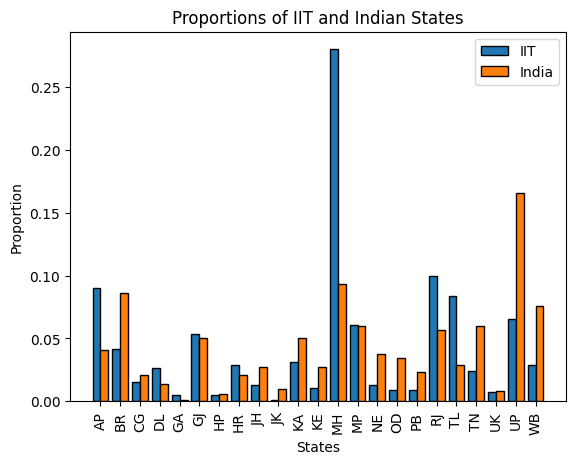 Proportions of IIT and Indian States
IIT
India
0.25
0.20
0.15
0.10
0.05
0.00
Proportion
AP BR CG DL GA GJ HP HR JH JK KA KE MH MP NE OD PB RJ TL TN UK UP WB
States